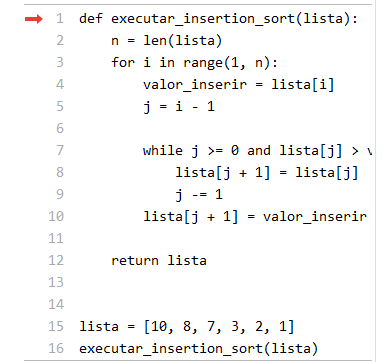 1 def executar_insertion_sort(lista):
2     n = len(lista)
3     for i in range(1, n):
4         valor_inserir = lista[i]
5         j = i - 1
6
7         while j >= 0 and lista[j] >
8             lista[j + 1] = lista[j]
9             j -= 1
10         lista[j + 1] = valor_inserir
11
12     return lista
13
14
15 lista = [10, 8, 7, 3, 2, 1]
16 executar_insertion_sort(lista)